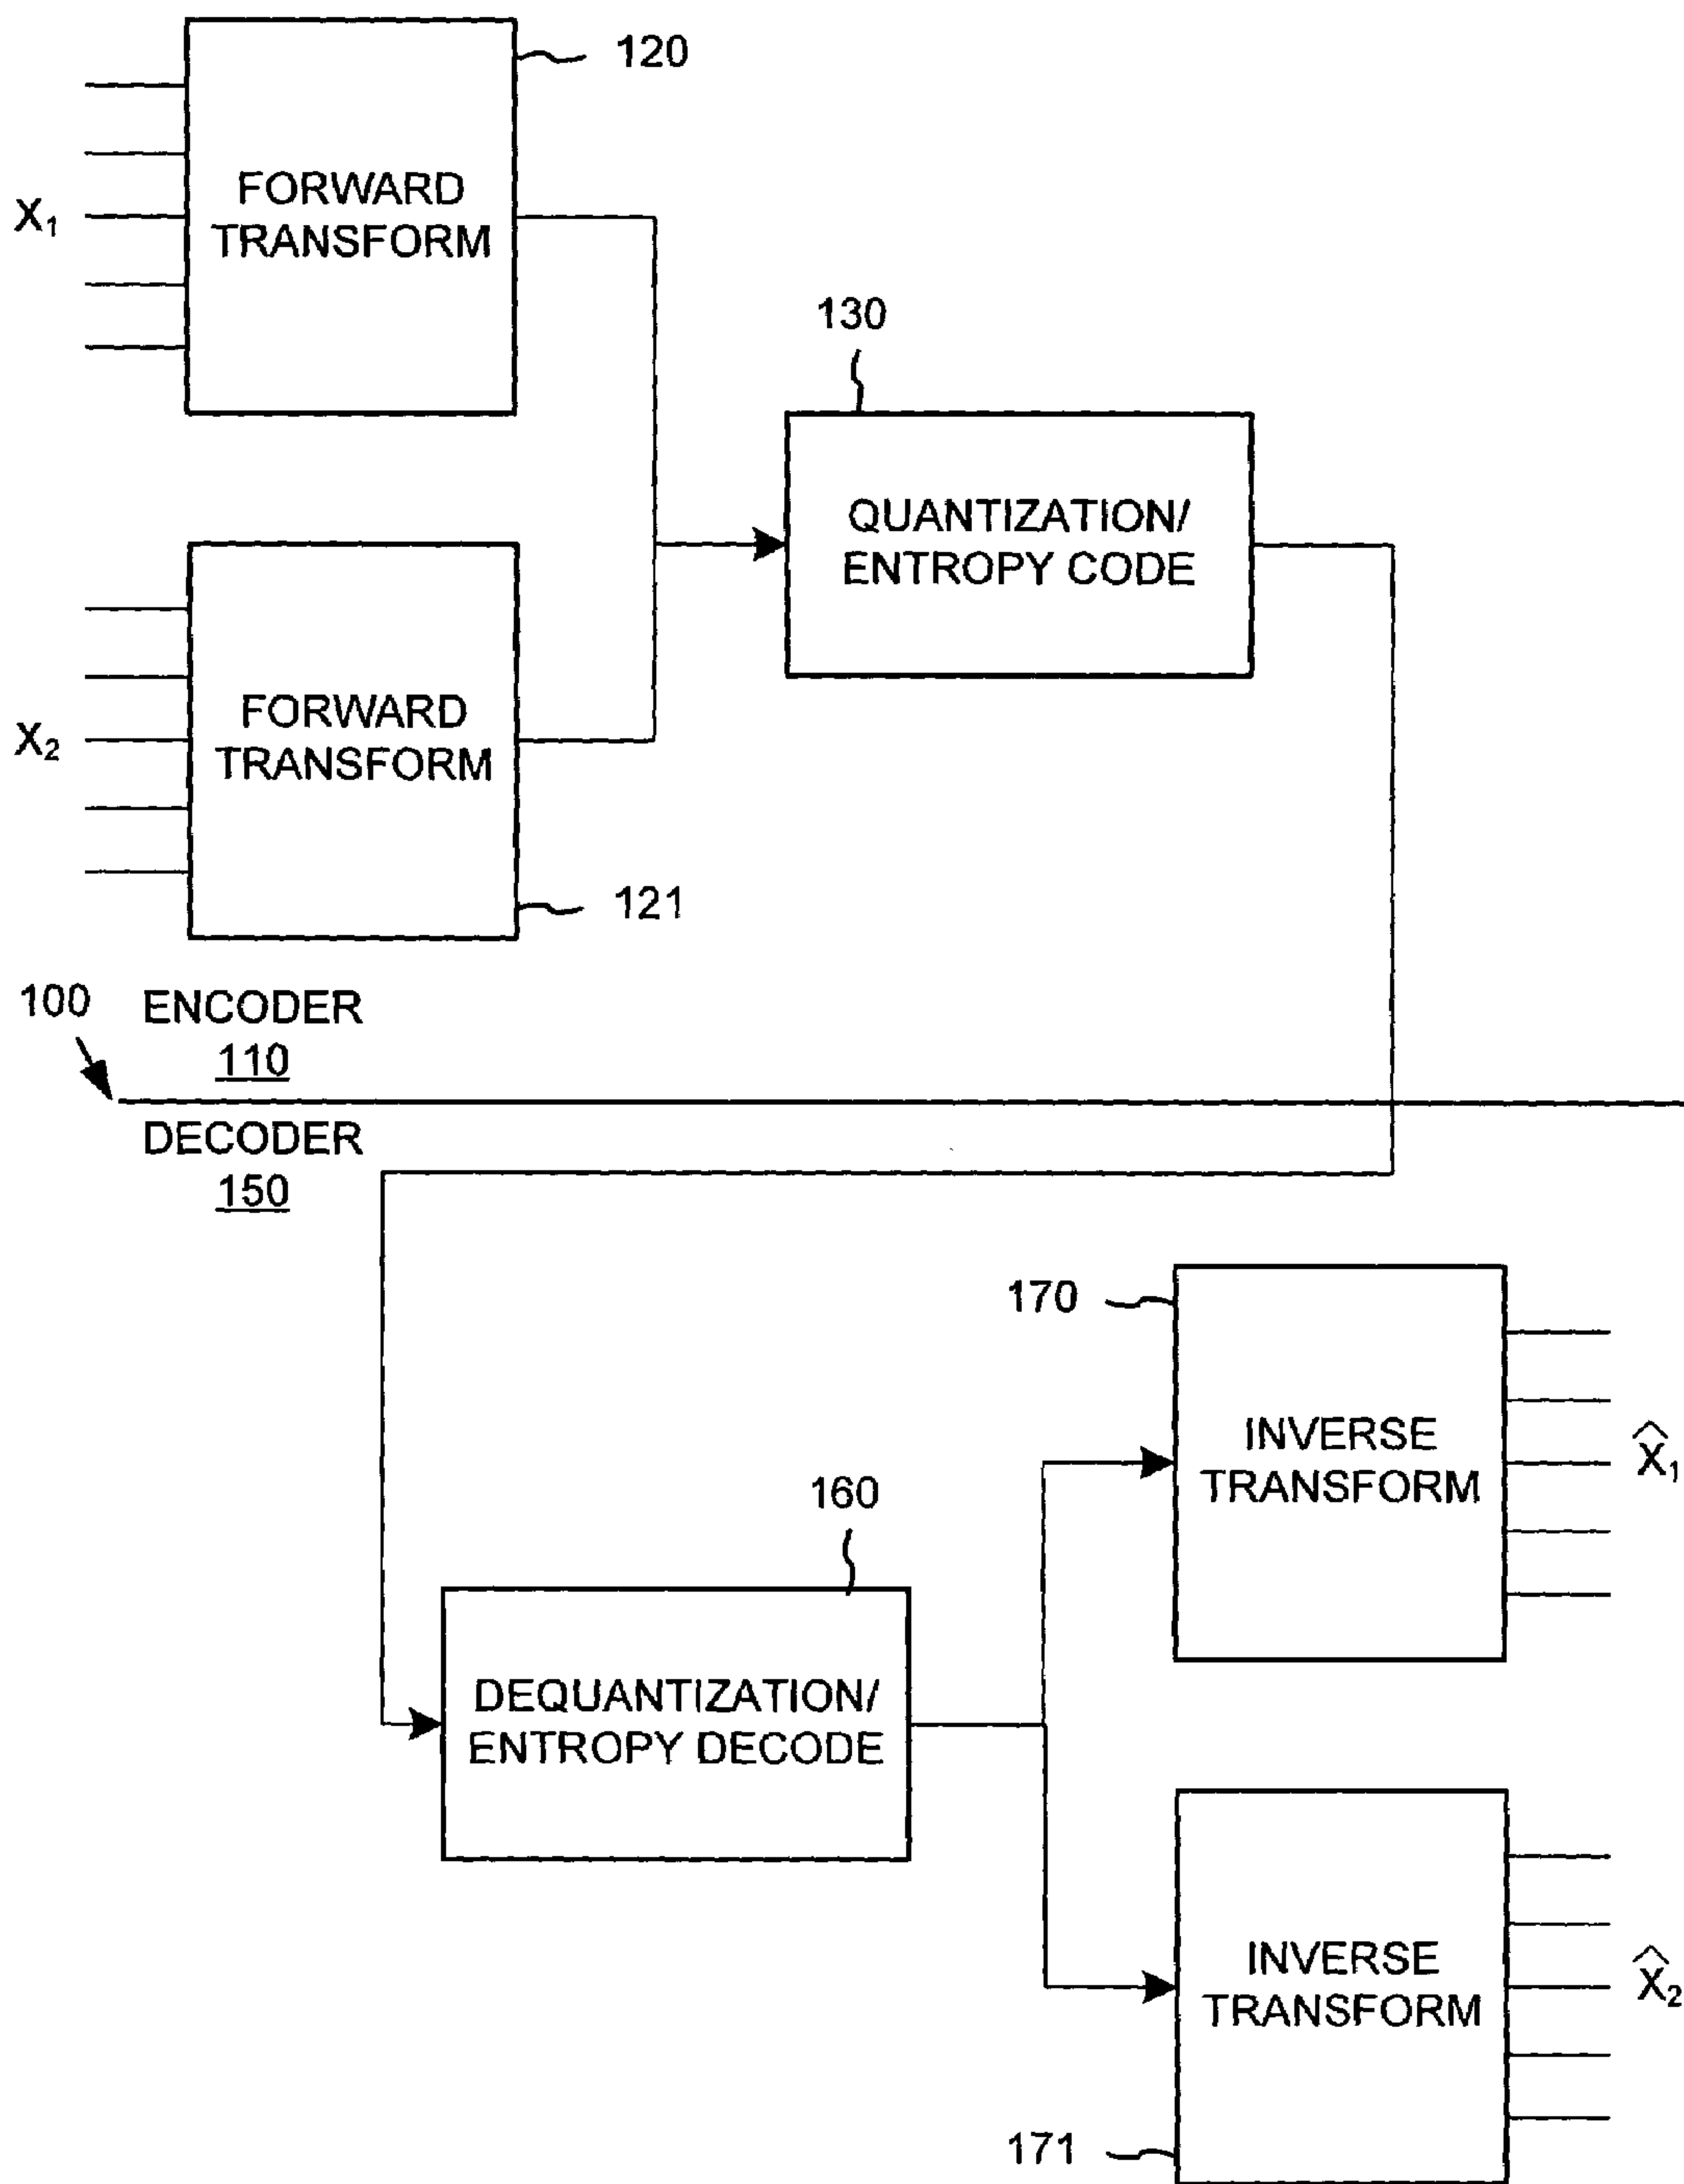 120
FORWARD
TRANSFORM
X₁
130
QUANTIZATION/
ENTROPY CODE
FORWARD
TRANSFORM
X₂
121
100
ENCODER
110
DECODER
150
170
INVERSE
TRANSFORM
X̂₁
160
DEQUANTIZATION/
ENTROPY DECODE
INVERSE
TRANSFORM
X̂₂
171